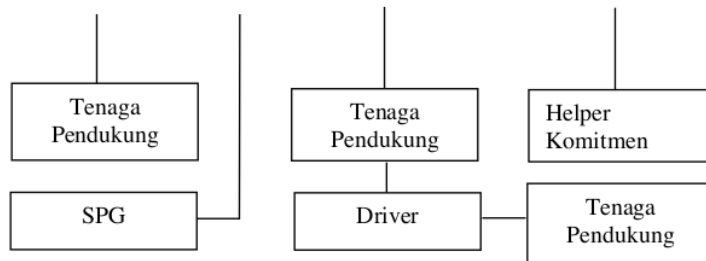 Tenaga
Pendukung
Tenaga
Pendukung
Helper
Komitmen
SPG
Driver
Tenaga
Pendukung